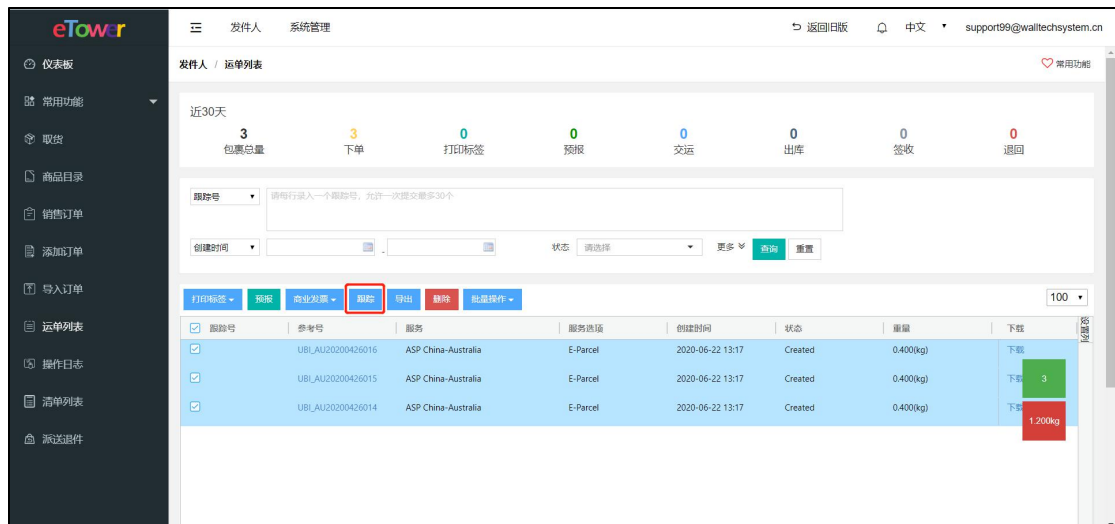 eTower
发件人 系统管理 返回旧版 中文 support99@walltechsystem.cn
仪表板
常用功能
取货
商品目录
销售订单
添加订单
导入订单
运单列表
操作日志
清单列表
派送退件
发件人 / 运单列表 常用功能
近30天
3 3 0 0 0 0 0 0
包裹总量 下单 打印标签 预报 交运 出库 签收 退回
跟踪号 请每行录入一个跟踪号，允许一次提交最多30个
创建时间 - 状态 请选择 更多 查询 重置
打印标签 预报 商业发票 跟踪 导出 删除 批量操作 100
跟踪号 参考号 服务 服务选项 创建时间 状态 重量 下载 设置列
UBI_AU20200426016 ASP China-Australia E-Parcel 2020-06-22 13:17 Created 0.400(kg) 下载
UBI_AU20200426015 ASP China-Australia E-Parcel 2020-06-22 13:17 Created 0.400(kg) 下载 3
UBI_AU20200426014 ASP China-Australia E-Parcel 2020-06-22 13:17 Created 0.400(kg) 下载
1.200kg